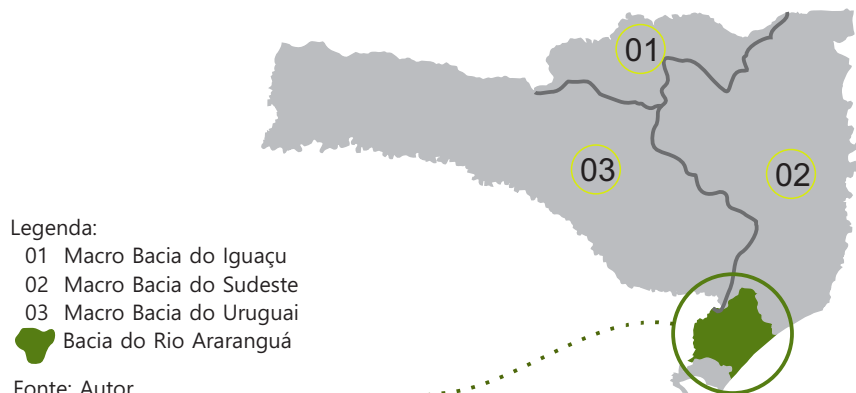 01
03
02
Legenda:
01 Macro Bacia do Iguaçu
02 Macro Bacia do Sudeste
03 Macro Bacia do Uruguai
Bacia do Rio Araranguá
Fonte: Autor